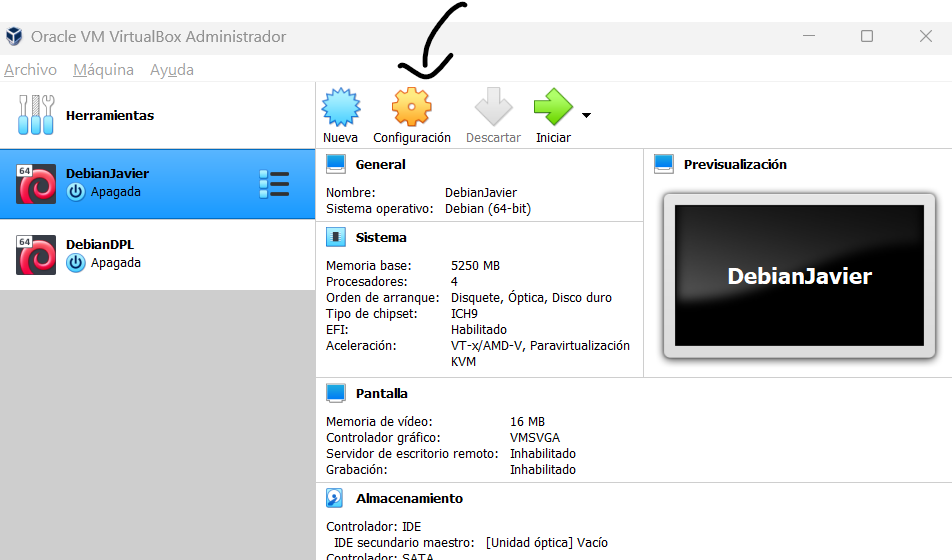 Oracle VM VirtualBox Administrador
Archivo Máquina Ayuda
Herramientas
Nueva Configuración Descartar Iniciar
64
DebianJavier
Apagada
64
DebianDPL
Apagada
General
Nombre: DebianJavier
Sistema operativo: Debian (64-bit)
Previsualización
DebianJavier
Sistema
Memoria base: 5250 MB
Procesadores: 4
Orden de arranque: Disquete, Óptica, Disco duro
Tipo de chipset: ICH9
EFI: Habilitado
Aceleración: VT-x/AMD-V, Paravirtualización
KVM
Pantalla
Memoria de vídeo: 16 MB
Controlador gráfico: VMSVGA
Servidor de escritorio remoto: Inhabilitado
Grabación: Inhabilitado
Almacenamiento
Controlador: IDE
IDE secundario maestro: [Unidad óptica] Vacío
Controlador: SATA